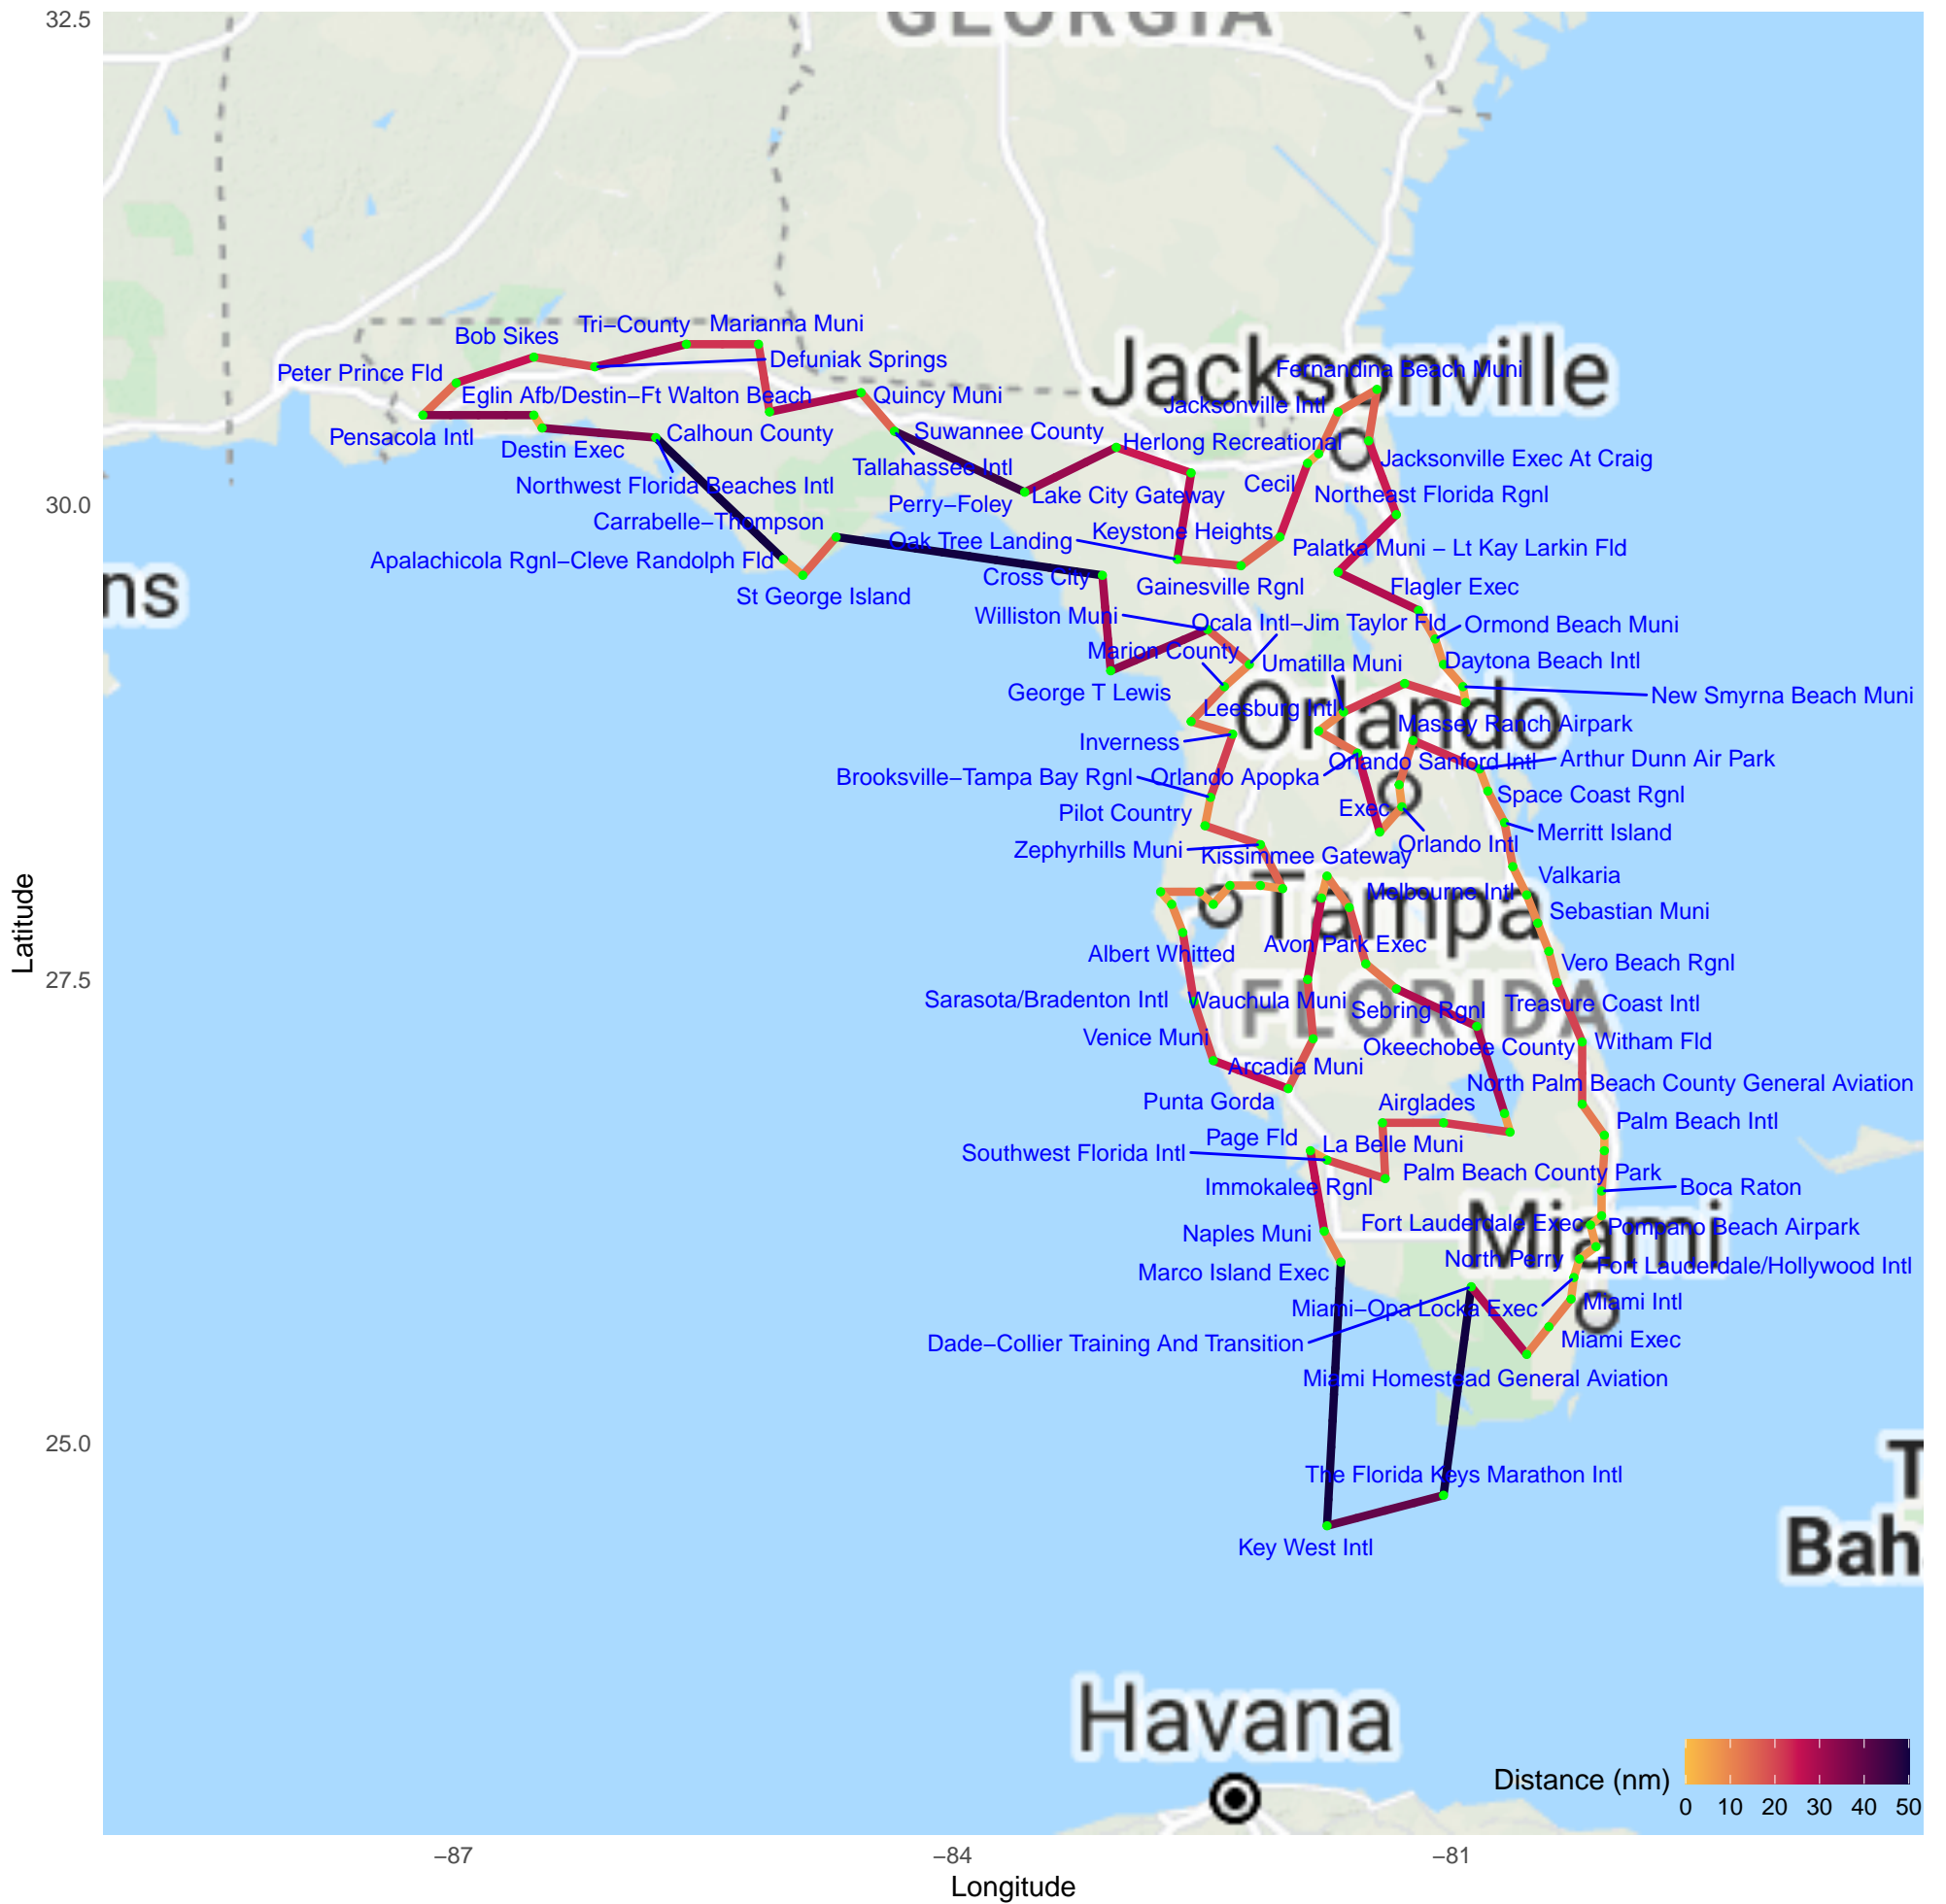 32.5
GEORGIA
Tri−County
Marianna Muni
Bob Sikes
Defuniak Springs
Jacksonville
Fernandina Beach Muni
Peter Prince Fld
Eglin Afb/Destin−Ft Walton Beach
Quincy Muni
Jacksonville Intl
Pensacola Intl
Destin Exec
Calhoun County
Suwannee County
Herlong Recreational
Jacksonville Exec At Craig
Tallahassee Intl
Northwest Florida Beaches Intl
Cecil
Northeast Florida Rgnl
Lake City Gateway
30.0
Perry−Foley
Carrabelle−Thompson
Keystone Heights
Oak Tree Landing
Palatka Muni − Lt Kay Larkin Fld
Apalachicola Rgnl−Cleve Randolph Fld
Cross City
ns
St George Island
Gainesville Rgnl
Flagler Exec
Williston Muni
Ocala Intl−Jim Taylor Fld
Ormond Beach Muni
Marion County
Umatilla Muni
Daytona Beach Intl
George T Lewis
New Smyrna Beach Muni
Orlando
Leesburg Intl
Massey Ranch Airpark
Inverness
Orlando Sanford Intl
Arthur Dunn Air Park
Brooksville−Tampa Bay Rgnl
Orlando Apopka
Space Coast Rgnl
Pilot Country
Exec
Merritt Island
Zephyrhills Muni
Kissimmee Gateway
Orlando Intl
Valkaria
Melbourne Intl
Tampa
Sebastian Muni
Albert Whitted
Avon Park Exec
Vero Beach Rgnl
27.5
Latitude
Sarasota/Bradenton Intl
Wauchula Muni
FLORIDA
Sebring Rgnl
Treasure Coast Intl
Venice Muni
Okeechobee County
Witham Fld
Arcadia Muni
North Palm Beach County General Aviation
Punta Gorda
Airglades
Palm Beach Intl
Page Fld
La Belle Muni
Southwest Florida Intl
Palm Beach County Park
Immokalee Rgnl
Boca Raton
Miami
Naples Muni
Fort Lauderdale Exec
Pompano Beach Airpark
Marco Island Exec
North Perry
Fort Lauderdale/Hollywood Intl
Miami−Opa Locka Exec
Miami Intl
Dade−Collier Training And Transition
Miami Exec
Miami Homestead General Aviation
25.0
The Florida Keys Marathon Intl
T
Key West Intl
Bah
Havana
Distance (nm)
0 10 20 30 40 50
−87 −84 −81
Longitude